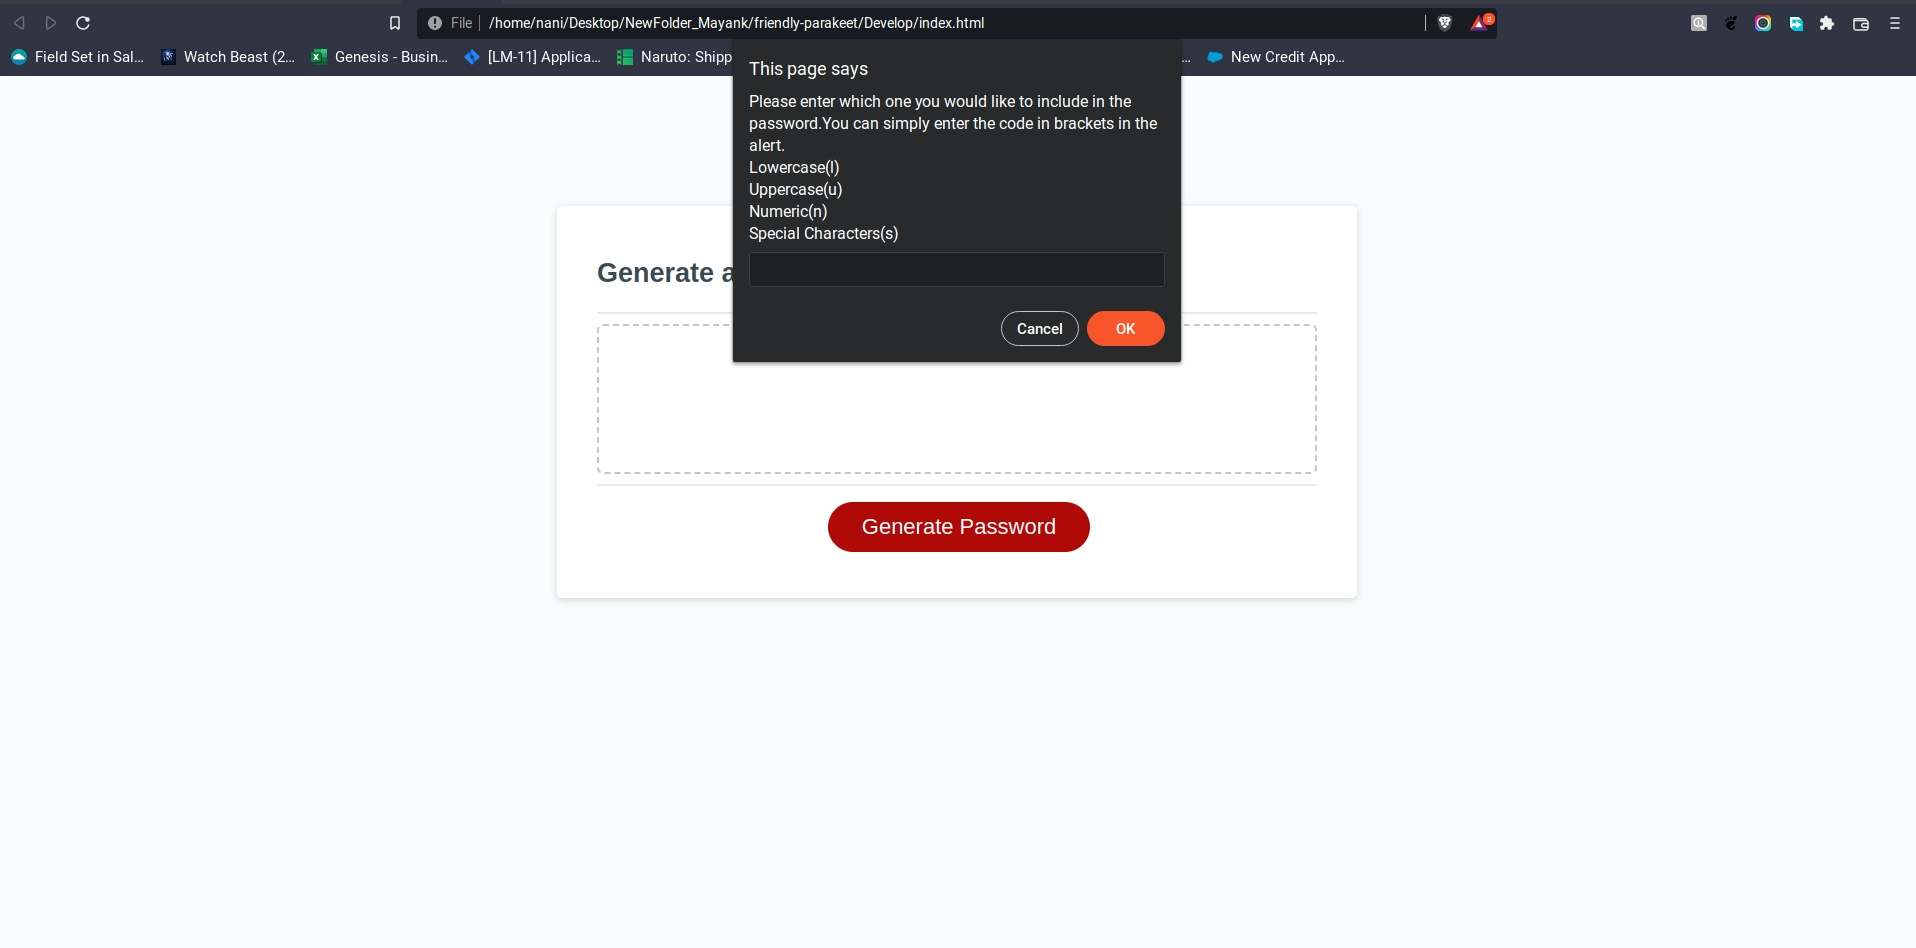 File
/home/nani/Desktop/NewFolder_Mayank/friendly-parakeet/Develop/index.html
2
Field Set in Sal...
Watch Beast (2...
Genesis - Busin...
[LM-11] Applica...
Naruto: Shipp
...
New Credit App...
This page says
Please enter which one you would like to include in the
password.You can simply enter the code in brackets in the
alert.
Lowercase(l)
Uppercase(u)
Numeric(n)
Special Characters(s)
Cancel
OK
Generate a
Generate Password